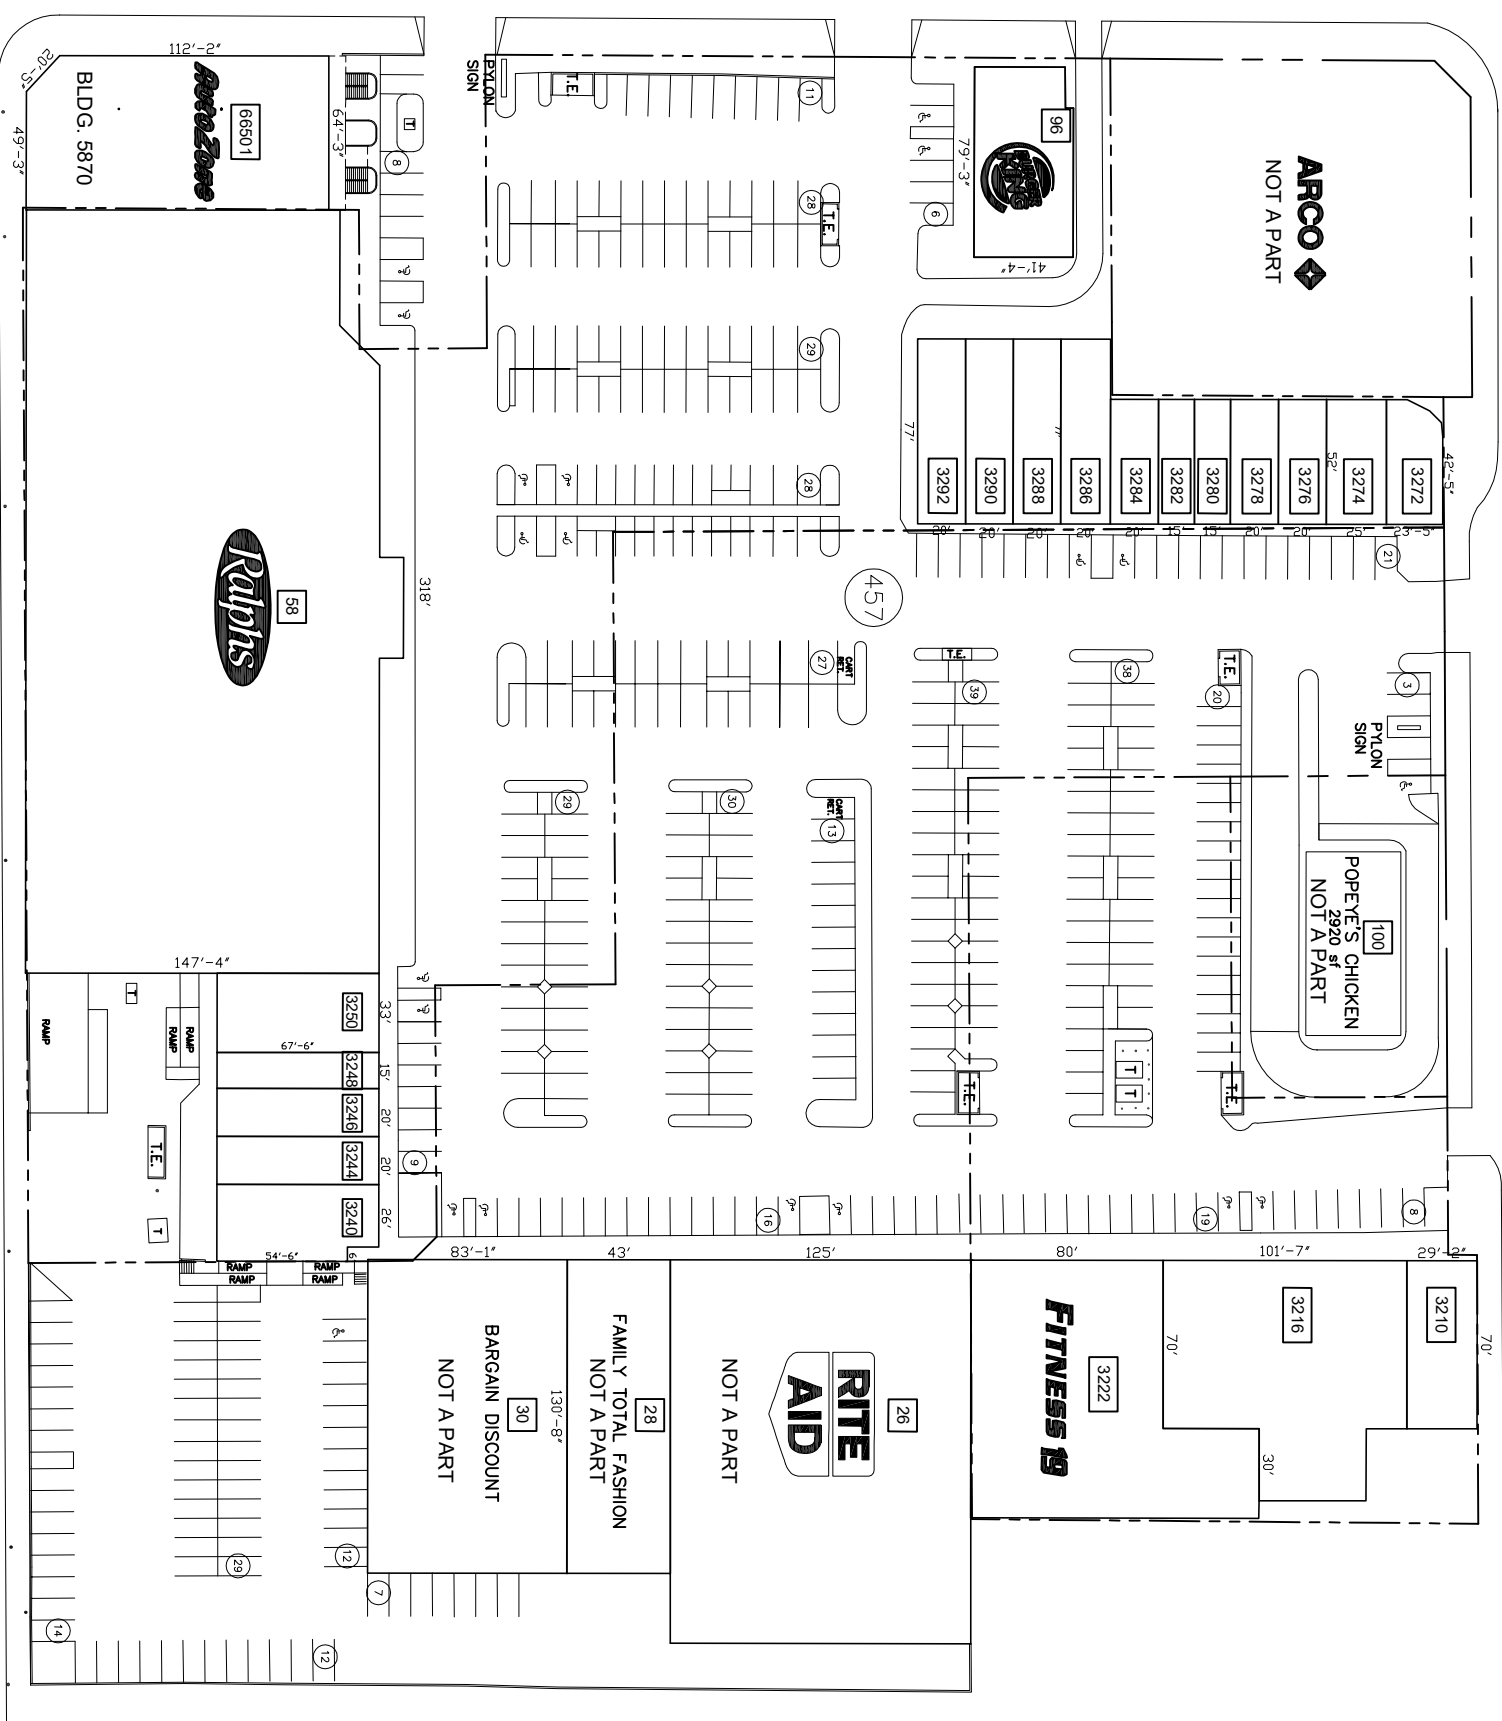 112'-2"
20'-5"
49'-3"
64'-3"
AutoZone
66501
BLDG. 5870
T
8
PYLON
SIGN
T.E.
11
28
T.E.
29
28
6
79'-3"
96
BURGER
KING
41'-4"
ARCO
NOT A PART
77'
77'
52'
42'-5"
3292
3290
3288
3286
3284
3282
3280
3278
3276
3274
3272
20'
20'
20'
20'
20'
15'
15'
20'
20'
25'
23'-5"
21
457
318'
58
Ralphs
27
CART
RET.
T.E.
39
38
T.E.
20
3
PYLON
SIGN
29
30
CART
RET.
13
100
POPEYE'S CHICKEN
2920 sf
NOT A PART
T.E.
T
T
T.E.
147'-4"
T
RAMP
RAMP
RAMP
T.E.
T
3250
3248
3246
3244
3240
33'
15'
20'
20'
26'
67'-6"
54'-6"
6'
9
16
19
8
RAMP
RAMP
RAMP
RAMP
83'-1"
43'
125'
80'
101'-7"
29'-2"
30
BARGAIN DISCOUNT
NOT A PART
130'-8"
28
FAMILY TOTAL FASHION
NOT A PART
26
RITE
AID
NOT A PART
3222
FITNESS 19
3216
3210
70'
70'
30'
12
29
7
14
12